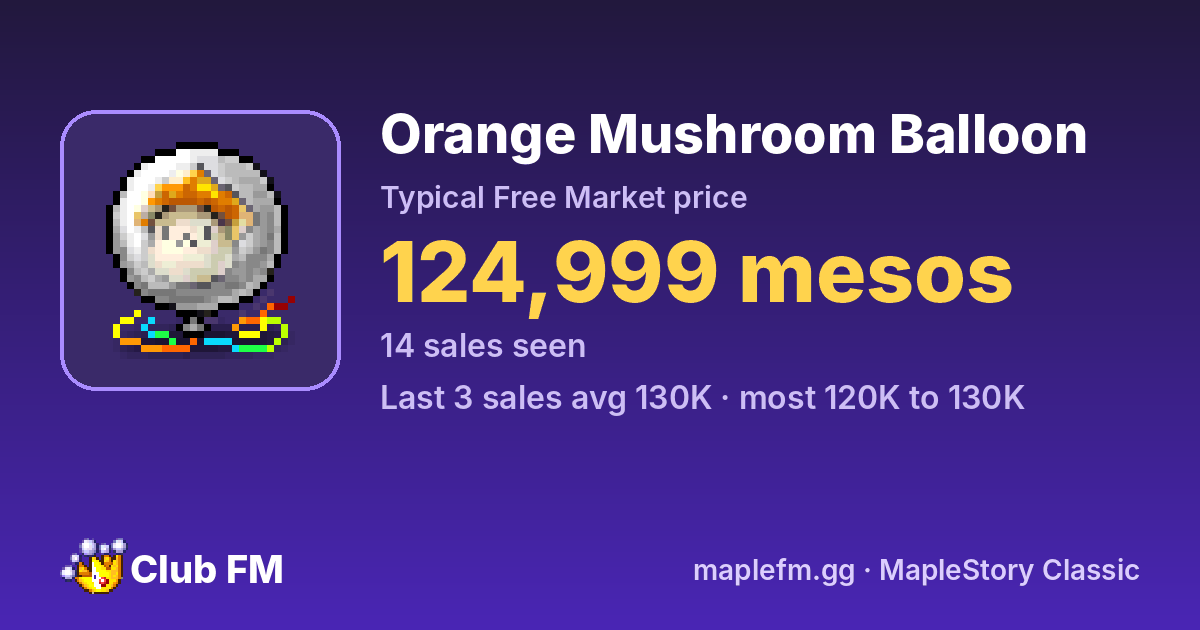 Orange Mushroom Balloon
Typical Free Market price
124,999 mesos
14 sales seen
Last 3 sales avg 130K · most 120K to 130K
Club FM
maplefm.gg · MapleStory Classic